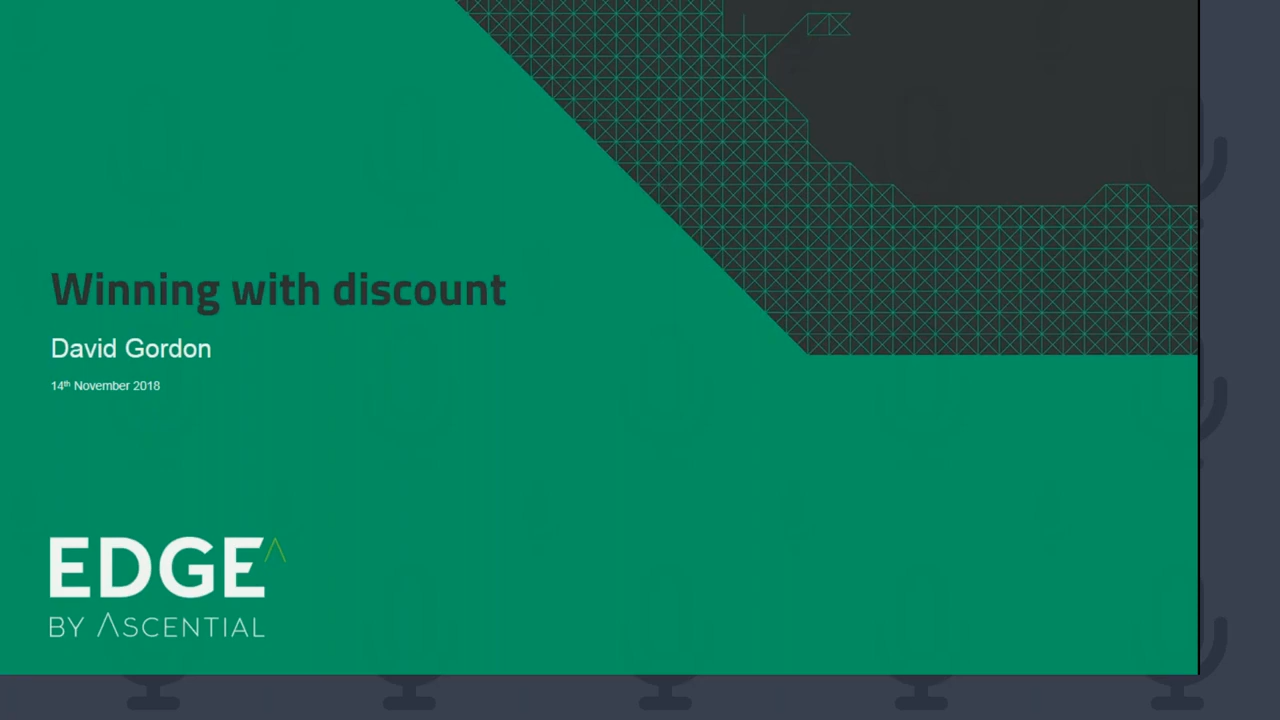 Winning with discount
David Gordon
14th November 2018
EDGE
BY ASCENTIAL